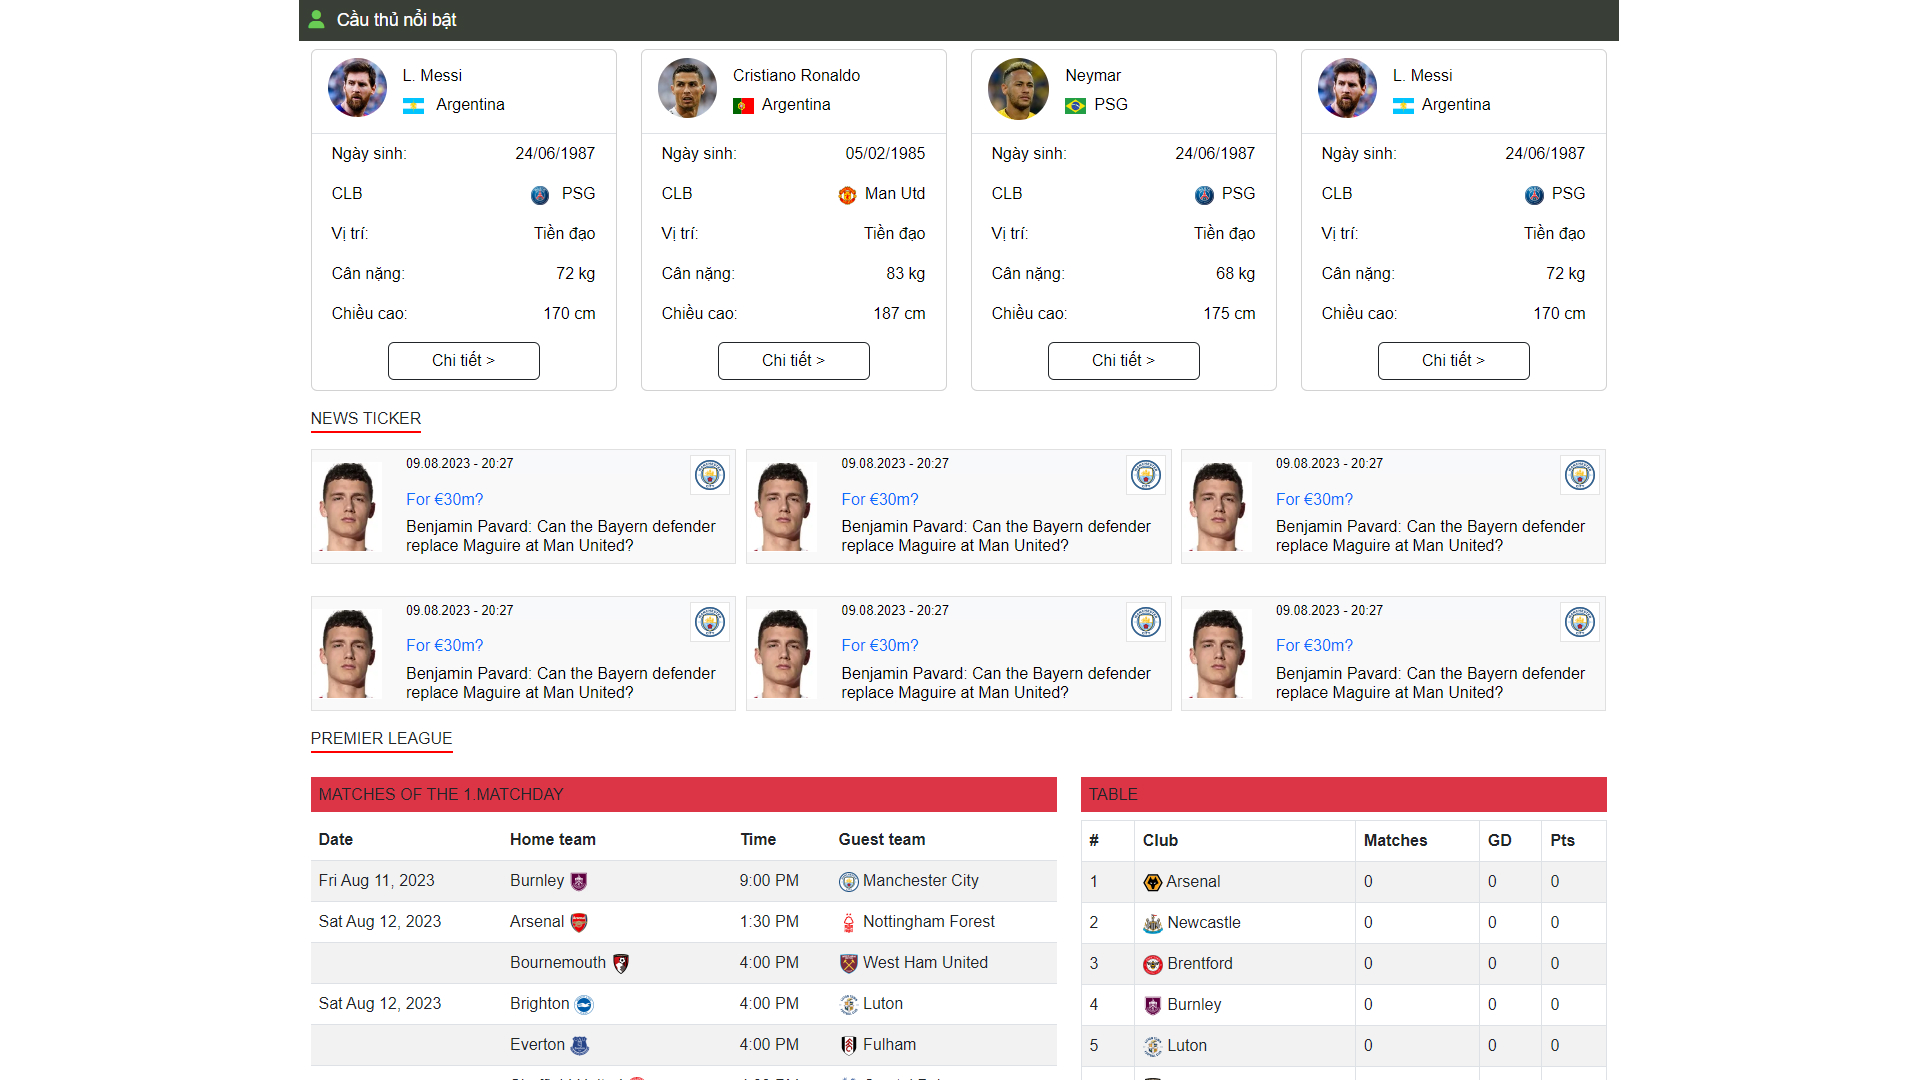 Cầu thủ nổi bật
L. Messi
Argentina
Ngày sinh: 24/06/1987
CLB PSG
Vị trí: Tiền đạo
Cân nặng: 72 kg
Chiều cao: 170 cm
Chi tiết >
Cristiano Ronaldo
Argentina
Ngày sinh: 05/02/1985
CLB Man Utd
Vị trí: Tiền đạo
Cân nặng: 83 kg
Chiều cao: 187 cm
Chi tiết >
Neymar
PSG
Ngày sinh: 24/06/1987
CLB PSG
Vị trí: Tiền đạo
Cân nặng: 68 kg
Chiều cao: 175 cm
Chi tiết >
L. Messi
Argentina
Ngày sinh: 24/06/1987
CLB PSG
Vị trí: Tiền đạo
Cân nặng: 72 kg
Chiều cao: 170 cm
Chi tiết >
NEWS TICKER
09.08.2023 - 20:27
For €30m?
Benjamin Pavard: Can the Bayern defender
replace Maguire at Man United?
09.08.2023 - 20:27
For €30m?
Benjamin Pavard: Can the Bayern defender
replace Maguire at Man United?
09.08.2023 - 20:27
For €30m?
Benjamin Pavard: Can the Bayern defender
replace Maguire at Man United?
09.08.2023 - 20:27
For €30m?
Benjamin Pavard: Can the Bayern defender
replace Maguire at Man United?
09.08.2023 - 20:27
For €30m?
Benjamin Pavard: Can the Bayern defender
replace Maguire at Man United?
09.08.2023 - 20:27
For €30m?
Benjamin Pavard: Can the Bayern defender
replace Maguire at Man United?
PREMIER LEAGUE
MATCHES OF THE 1.MATCHDAY
Date Home team Time Guest team
Fri Aug 11, 2023 Burnley 9:00 PM Manchester City
Sat Aug 12, 2023 Arsenal 1:30 PM Nottingham Forest
Bournemouth 4:00 PM West Ham United
Sat Aug 12, 2023 Brighton 4:00 PM Luton
Everton 4:00 PM Fulham
TABLE
# Club Matches GD Pts
1 Arsenal 0 0 0
2 Newcastle 0 0 0
3 Brentford 0 0 0
4 Burnley 0 0 0
5 Luton 0 0 0